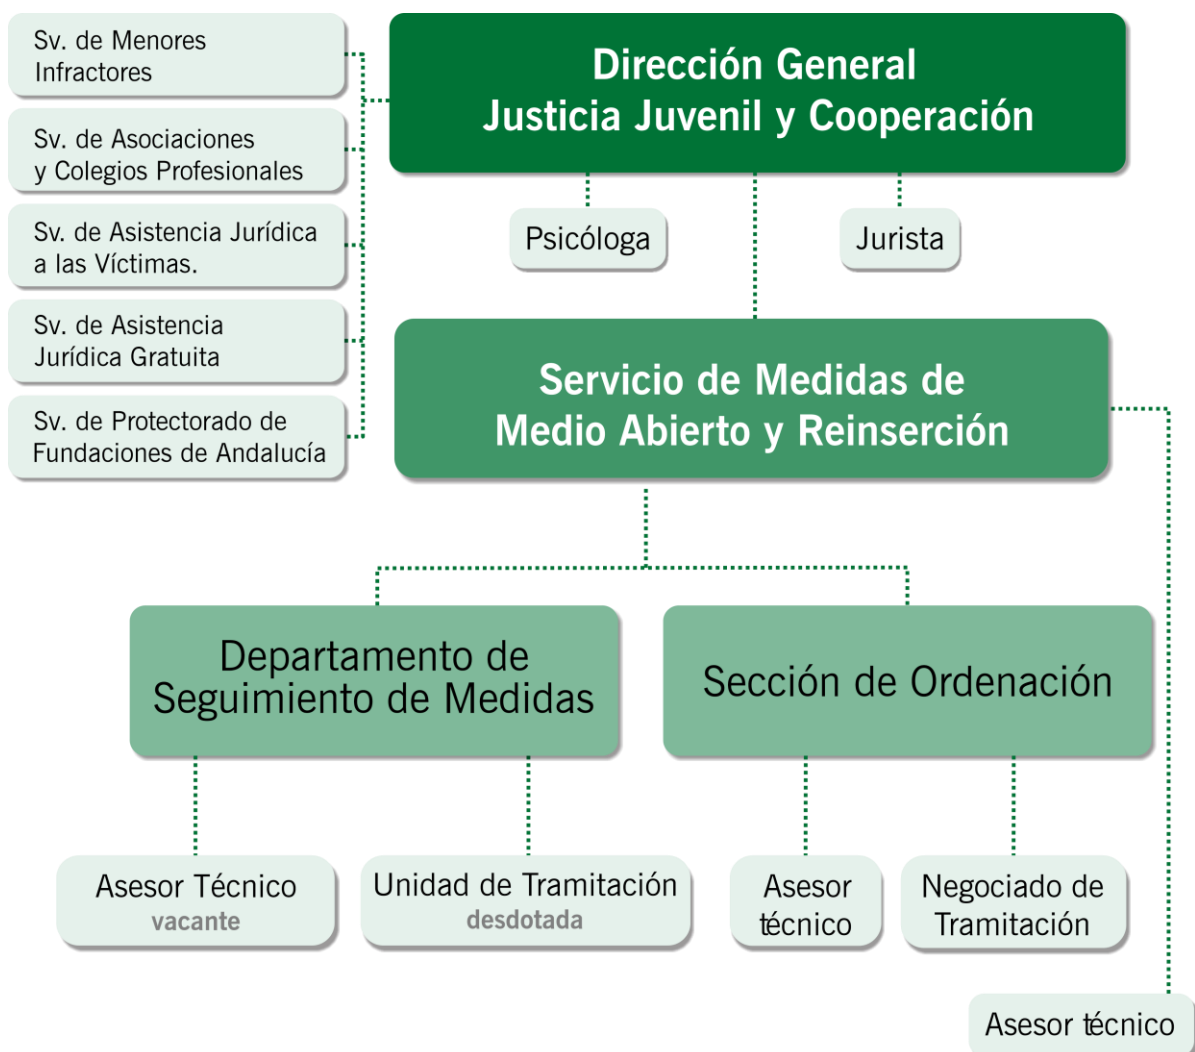 Sv. de Menores
Infractores
Sv. de Asociaciones
y Colegios Profesionales
Sv. de Asistencia Jurídica
a las Víctimas.
Sv. de Asistencia
Jurídica Gratuita
Sv. de Protectorado de
Fundaciones de Andalucía
Dirección General
Justicia Juvenil y Cooperación
Psicóloga
Jurista
Servicio de Medidas de
Medio Abierto y Reinserción
Departamento de
Seguimiento de Medidas
Sección de Ordenación
Asesor Técnico
vacante
Unidad de Tramitación
desdotada
Asesor
técnico
Negociado de
Tramitación
Asesor técnico